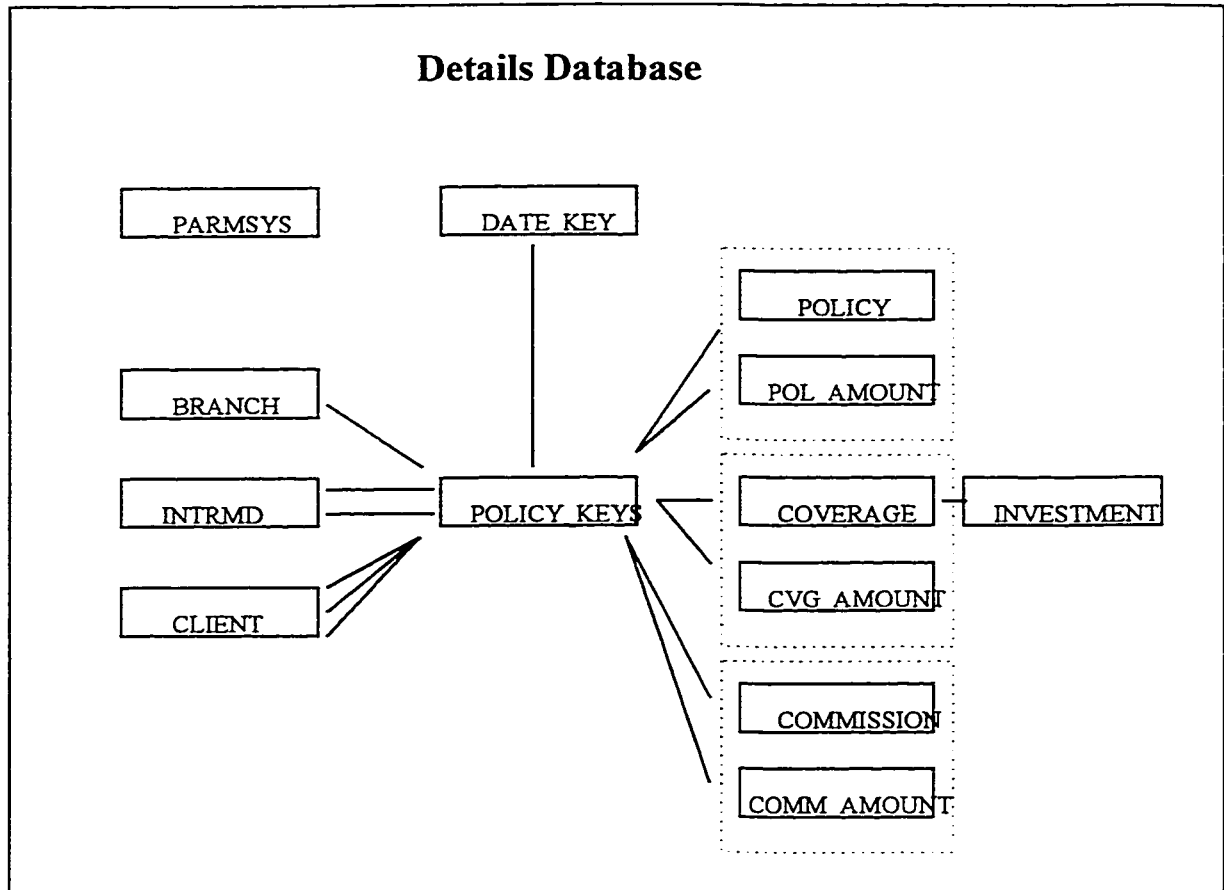 Details Database
PARMSYS
DATE KEY
POLICY
BRANCH
POL AMOUNT
INTRMD
POLICY KEYS
COVERAGE
INVESTMENT
CLIENT
CVG AMOUNT
COMMISSION
COMM AMOUNT